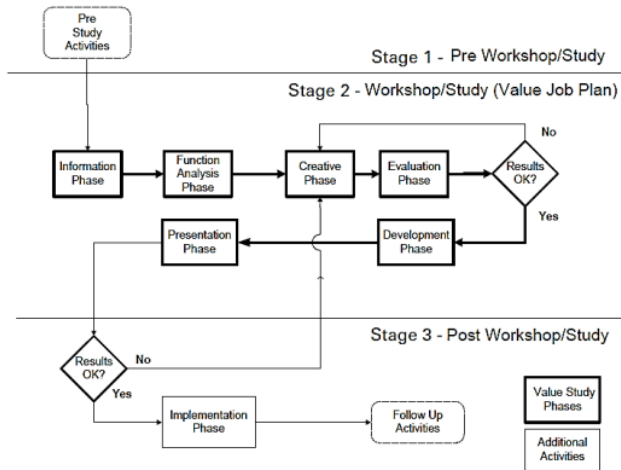 Pre
Study
Activities
Stage 1 - Pre Workshop/Study
Stage 2 - Workshop/Study (Value Job Plan)
No
Information
Phase
Function
Analysis
Phase
Creative
Phase
Evaluation
Phase
Results
OK?
Yes
Presentation
Phase
Development
Phase
Stage 3 - Post Workshop/Study
Results
OK?
No
Yes
Implementation
Phase
Follow Up
Activities
Value Study
Phases
Additional
Activities